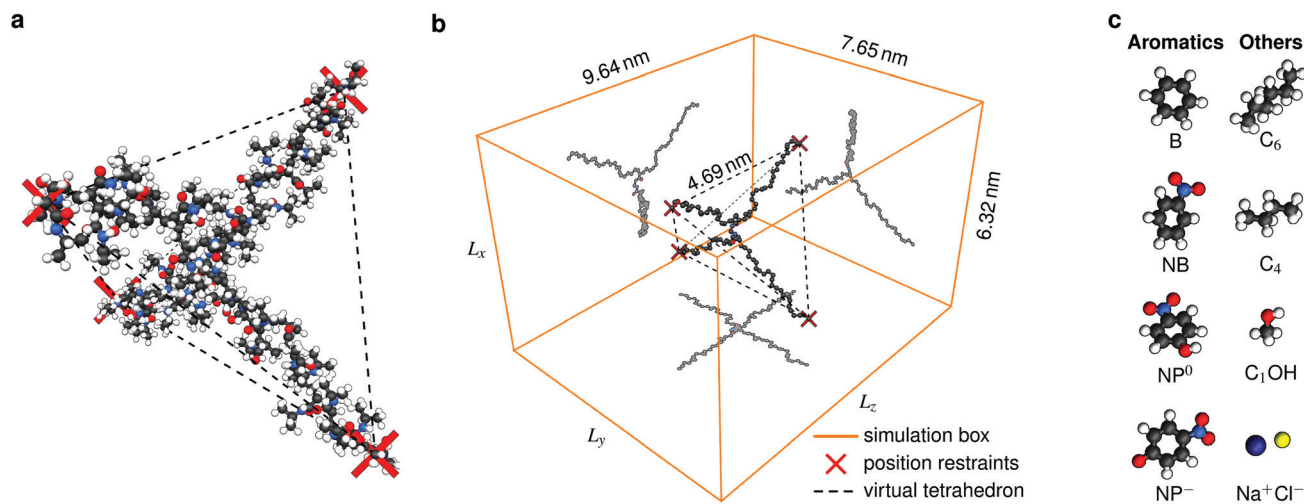 a
b
c
9.64 nm
7.65 nm
4.69 nm
6.32 nm
Lₓ
L_y
L_z
simulation box
position restraints
virtual tetrahedron
Aromatics Others
B C₆
NB C₄
NP⁰ C₁OH
NP⁻ Na⁺Cl⁻